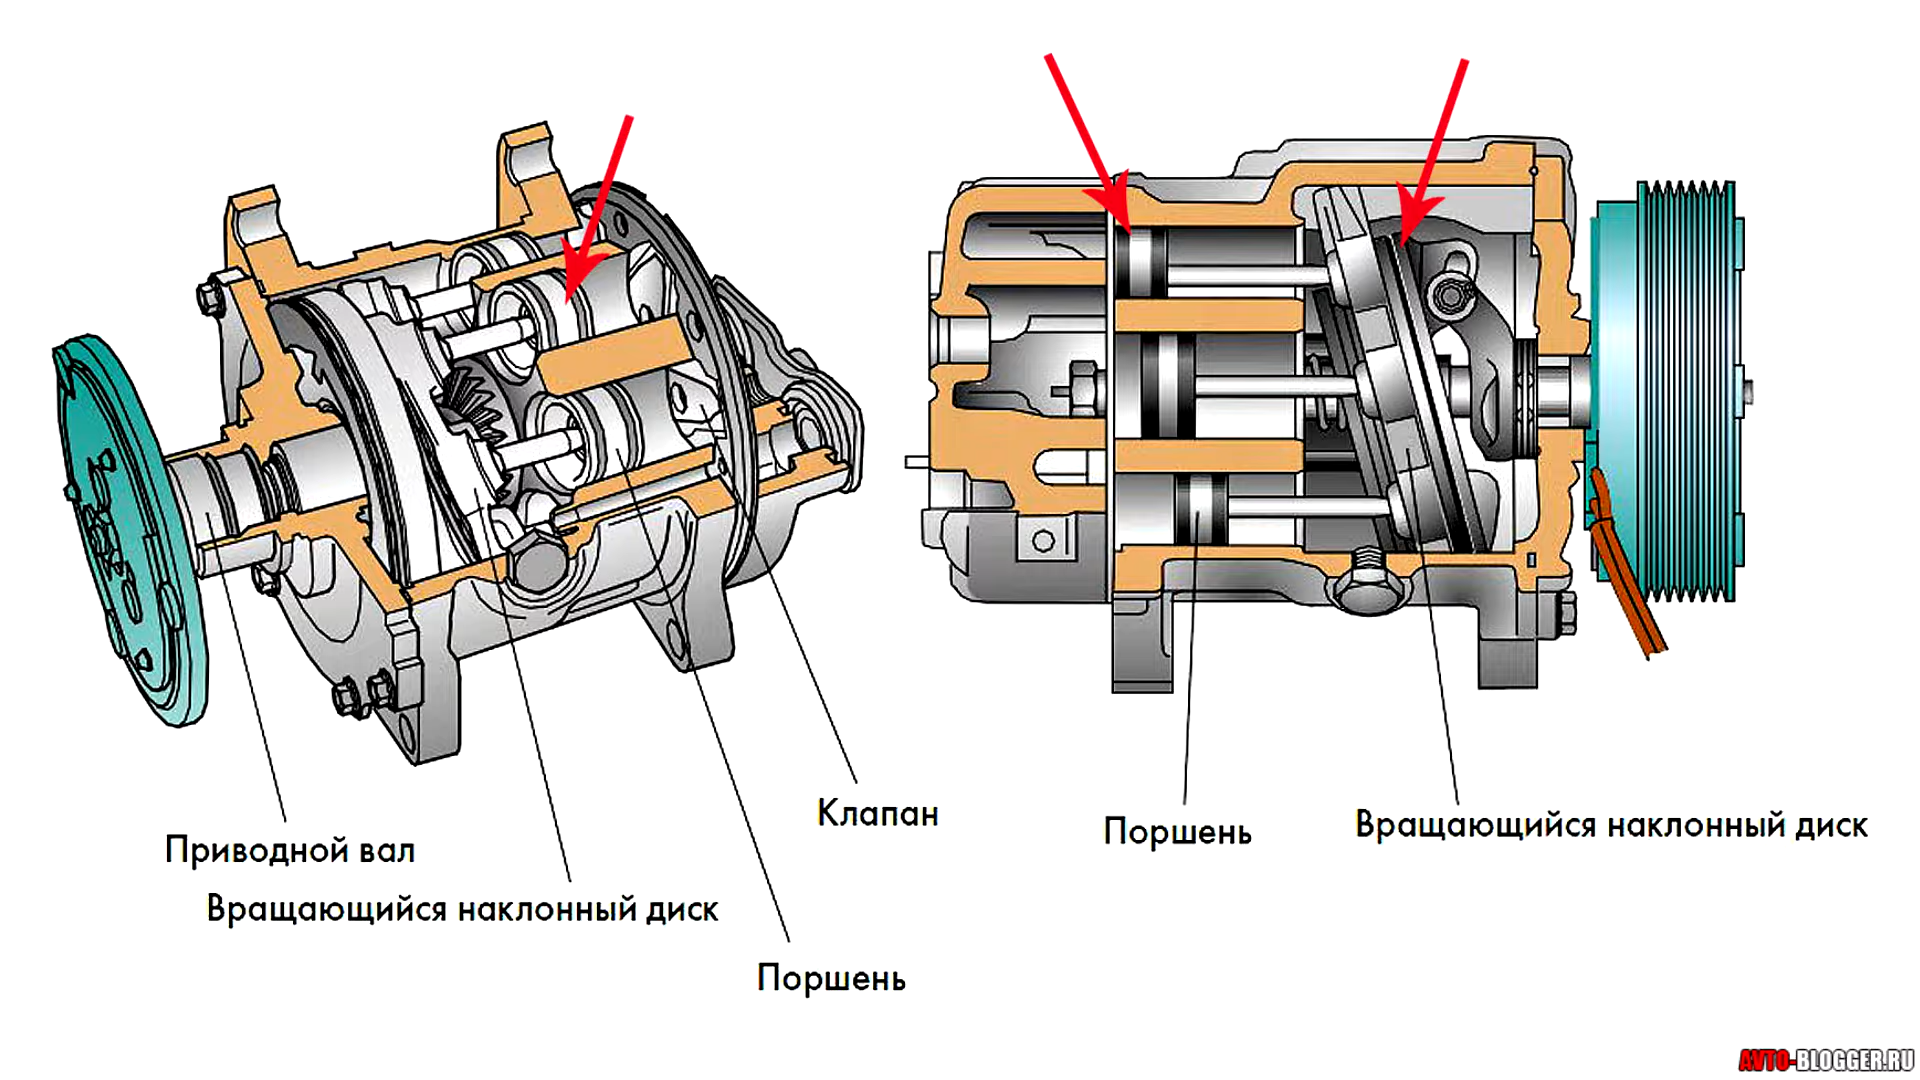 Клапан
Приводной вал
Вращающийся наклонный диск
Поршень
Поршень
Вращающийся наклонный диск
AVTO-BLOGGER.RU